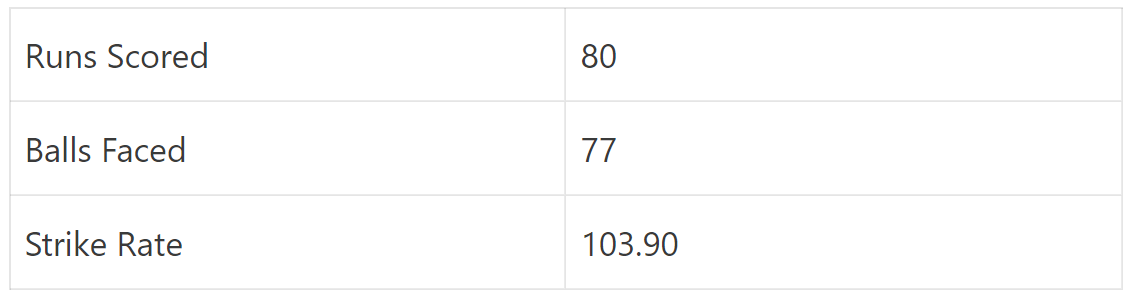 Runs Scored 80
Balls Faced 77
Strike Rate 103.90